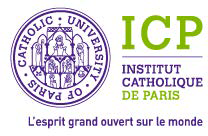 CATHOLIC · UNIVERSITY OF PARIS ·
ICP
INSTITUT
CATHOLIQUE
DE PARIS
L'esprit grand ouvert sur le monde